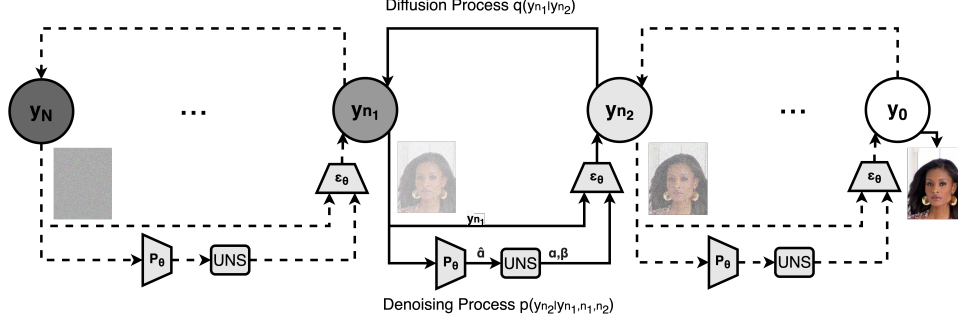 Diffusion Process q(yn₁|yn₂)
yN ... yn₁ yn₂ ... y₀
εθ εθ εθ
yn₁
Pθ UNS Pθ α̂ UNS α,β Pθ UNS
Denoising Process p(yn₂|yn₁,n₁,n₂)